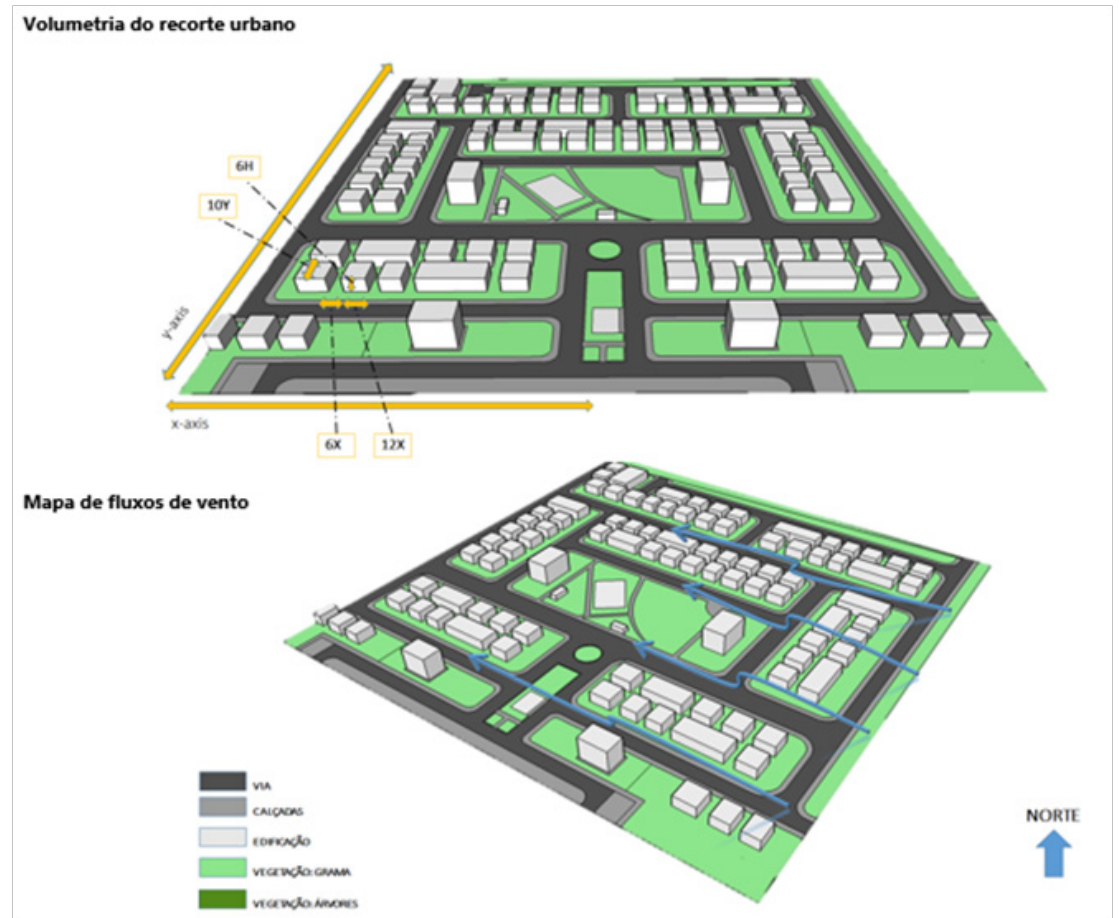 Volumetria do recorte urbano
6H
10Y
y-axis
x-axis
6X
12X
Mapa de fluxos de vento
VIA
CALÇADAS
EDIFICAÇÃO
VEGETAÇÃO: GRAMA
VEGETAÇÃO: ÁRVORES
NORTE